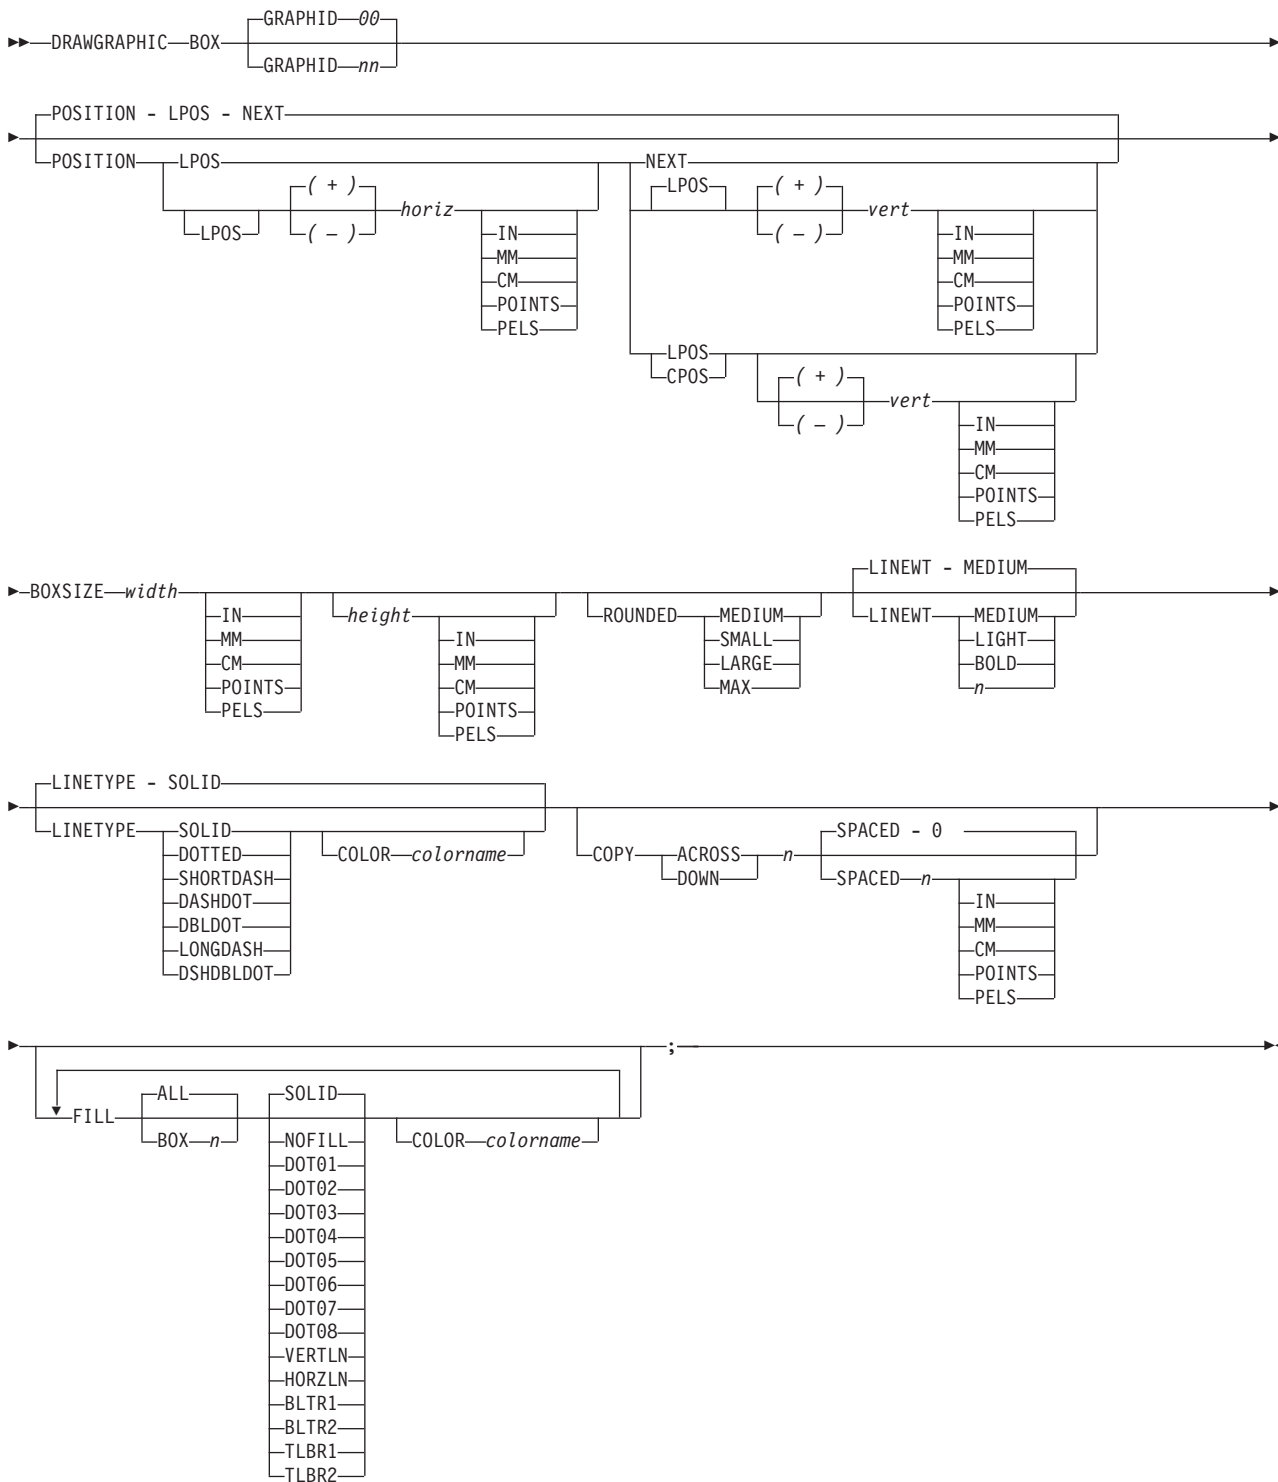 GRAPHID 00
DRAWGRAPHIC BOX
GRAPHID nn
POSITION - LPOS - NEXT
POSITION LPOS NEXT
( + ) LPOS ( + )
horiz vert
LPOS ( – ) IN ( – ) IN
MM MM
CM CM
POINTS POINTS
PELS PELS
LPOS
CPOS ( + )
vert
( – ) IN
MM
CM
POINTS
PELS
LINEWT - MEDIUM
BOXSIZE width
IN height ROUNDED MEDIUM LINEWT MEDIUM
MM IN SMALL LIGHT
CM MM LARGE BOLD
POINTS CM MAX n
PELS POINTS
PELS
LINETYPE - SOLID
LINETYPE SOLID SPACED - 0
DOTTED COLOR colorname COPY ACROSS n
SHORTDASH DOWN SPACED n
DASHDOT IN
DBLDOT MM
LONGDASH CM
DSHDBLDOT POINTS
PELS
;
ALL SOLID
FILL
BOX n NOFILL COLOR colorname
DOT01
DOT02
DOT03
DOT04
DOT05
DOT06
DOT07
DOT08
VERTLN
HORZLN
BLTR1
BLTR2
TLBR1
TLBR2